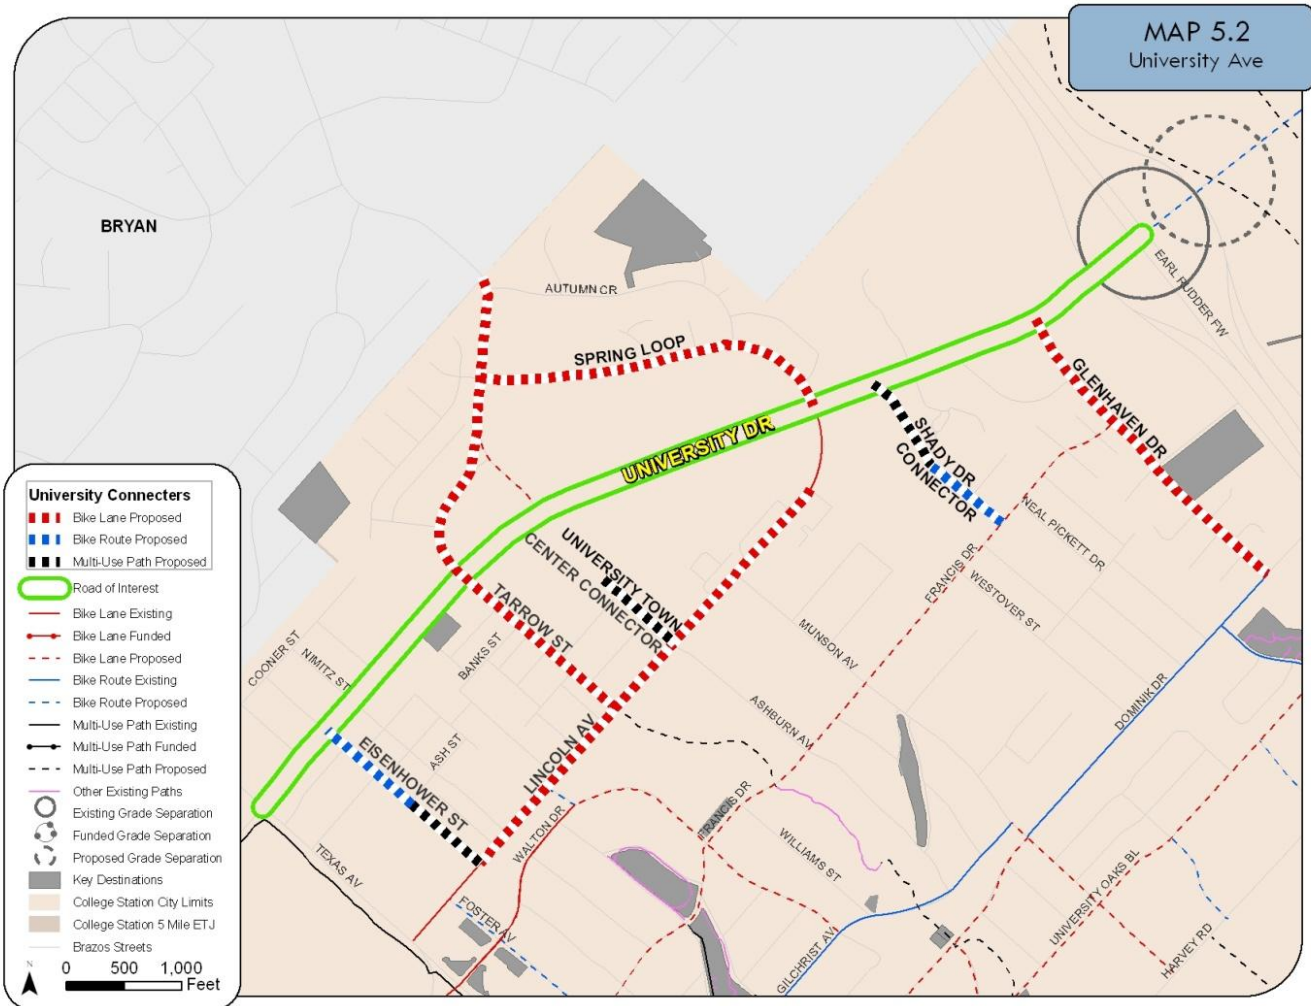 MAP 5.2
University Ave
BRYAN
AUTUMN CR
SPRING LOOP
EARL RUDDER FW
GLENHAVEN DR
UNIVERSITY DR
SHADY DR
CONNECTOR
NEAL PICKETT DR
UNIVERSITY TOWN
CENTER CONNECTOR
FRANCIS DR
WESTOVER ST
TARROW ST
MUNSON AV
COONER ST
NIMITZ ST
BANKS ST
DOMINIK DR
ASHBURN AV
EISENHOWER ST
ASH ST
LINCOLN AV
WALTON DR
FRANCIS DR
WILLIAMS ST
TEXAS AV
FOSTER AV
GILCHRIST AV
UNIVERSITY OAKS BL
HARVEY RD
University Connecters
Bike Lane Proposed
Bike Route Proposed
Multi-Use Path Proposed
Road of Interest
Bike Lane Existing
Bike Lane Funded
Bike Lane Proposed
Bike Route Existing
Bike Route Proposed
Multi-Use Path Existing
Multi-Use Path Funded
Multi-Use Path Proposed
Other Existing Paths
Existing Grade Separation
Funded Grade Separation
Proposed Grade Separation
Key Destinations
College Station City Limits
College Station 5 Mile ETJ
Brazos Streets
N
0 500 1,000
Feet